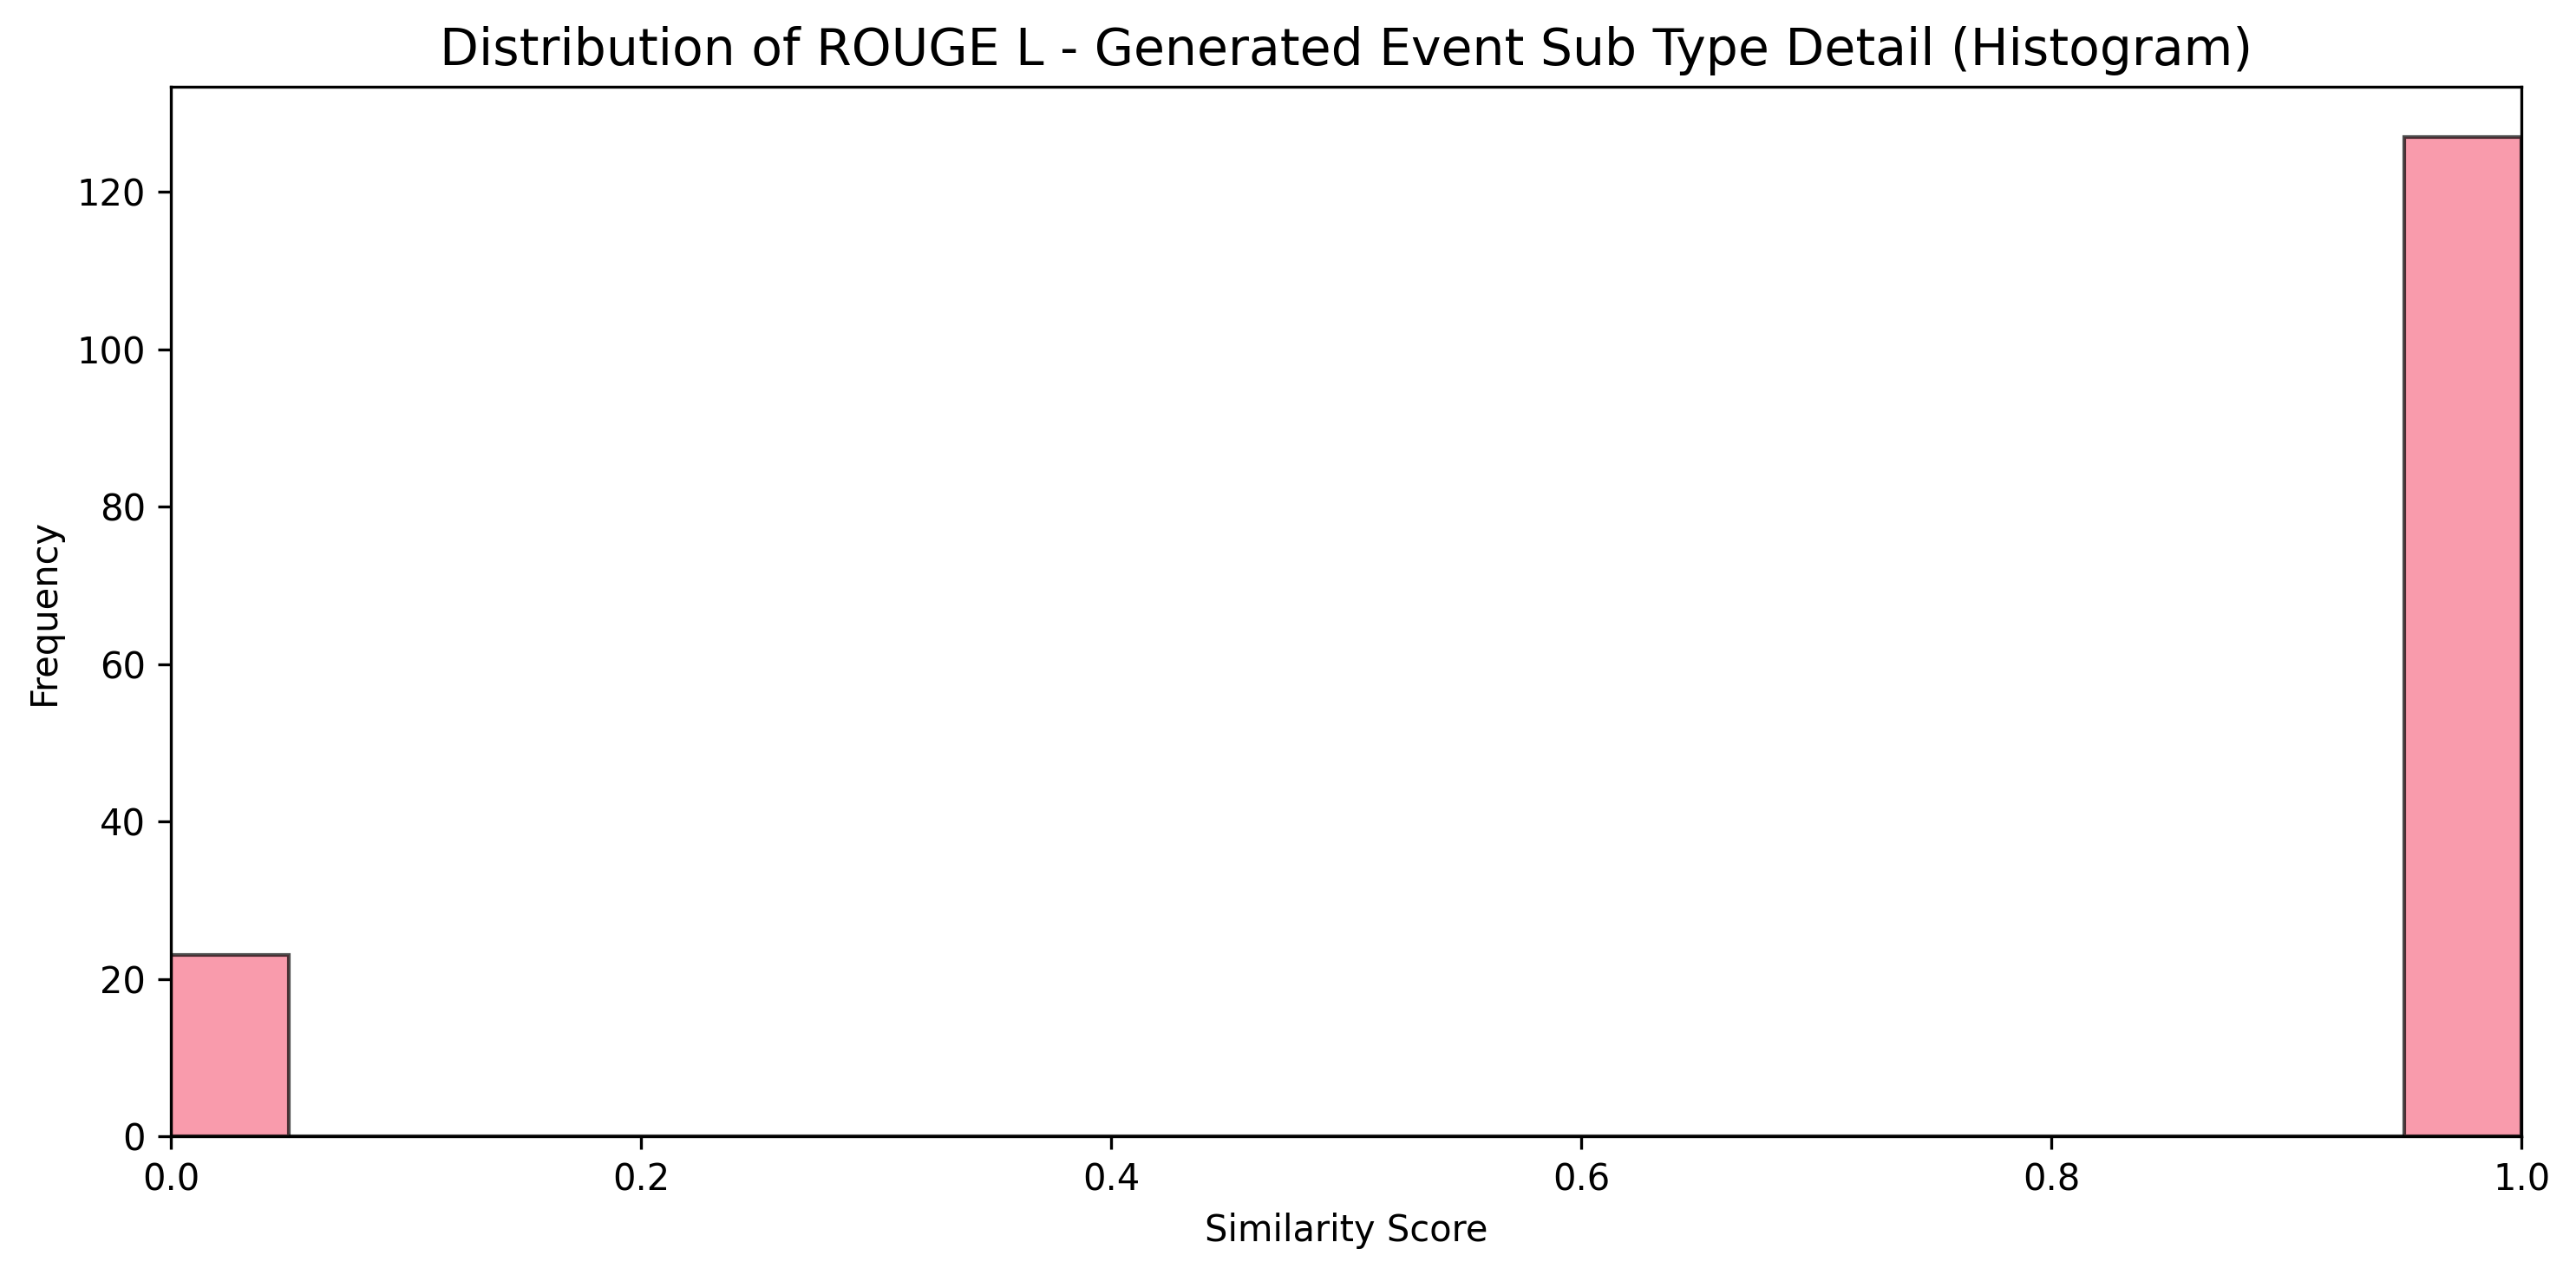 Distribution of ROUGE L - Generated Event Sub Type Detail (Histogram)
120
100
80
60
40
20
0
Frequency
0.0 0.2 0.4 0.6 0.8 1.0
Similarity Score